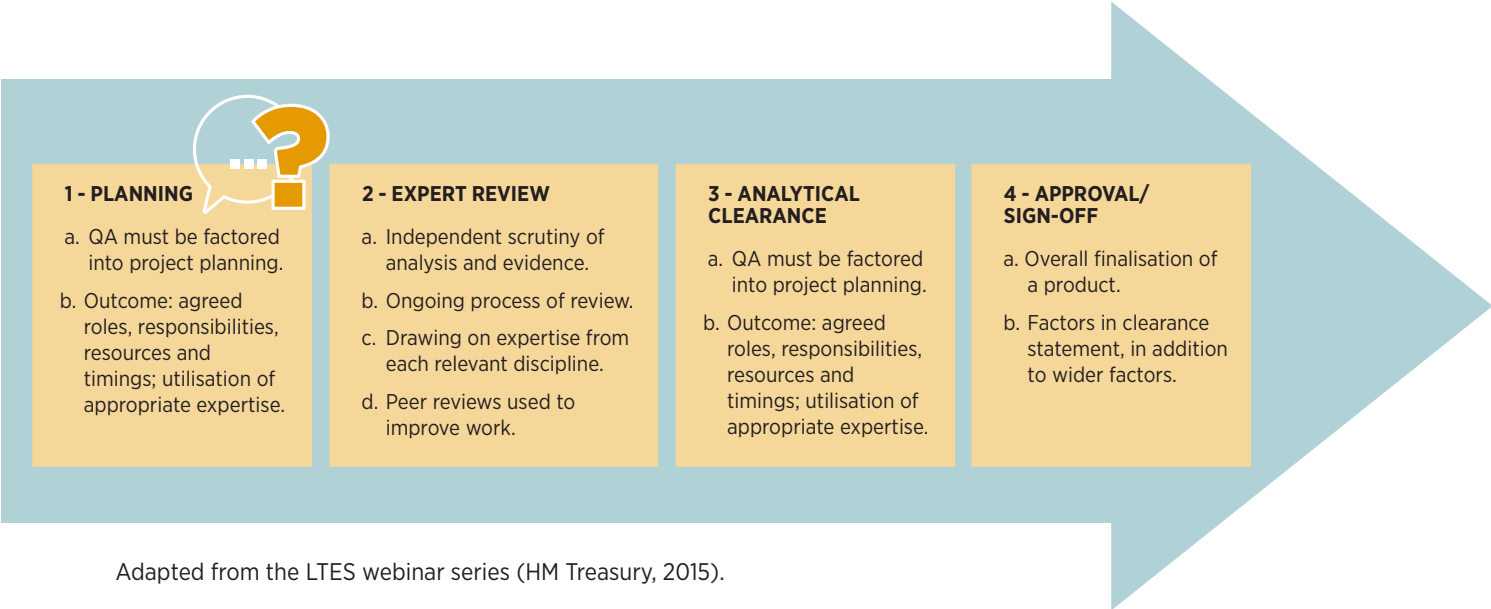 1 - PLANNING
a. QA must be factored
into project planning.
b. Outcome: agreed
roles, responsibilities,
resources and
timings; utilisation of
appropriate expertise.
2 - EXPERT REVIEW
a. Independent scrutiny of
analysis and evidence.
b. Ongoing process of review.
c. Drawing on expertise from
each relevant discipline.
d. Peer reviews used to
improve work.
3 - ANALYTICAL
CLEARANCE
a. QA must be factored
into project planning.
b. Outcome: agreed
roles, responsibilities,
resources and
timings; utilisation of
appropriate expertise.
4 - APPROVAL/
SIGN-OFF
a. Overall finalisation of
a product.
b. Factors in clearance
statement, in addition
to wider factors.
Adapted from the LTES webinar series (HM Treasury, 2015).